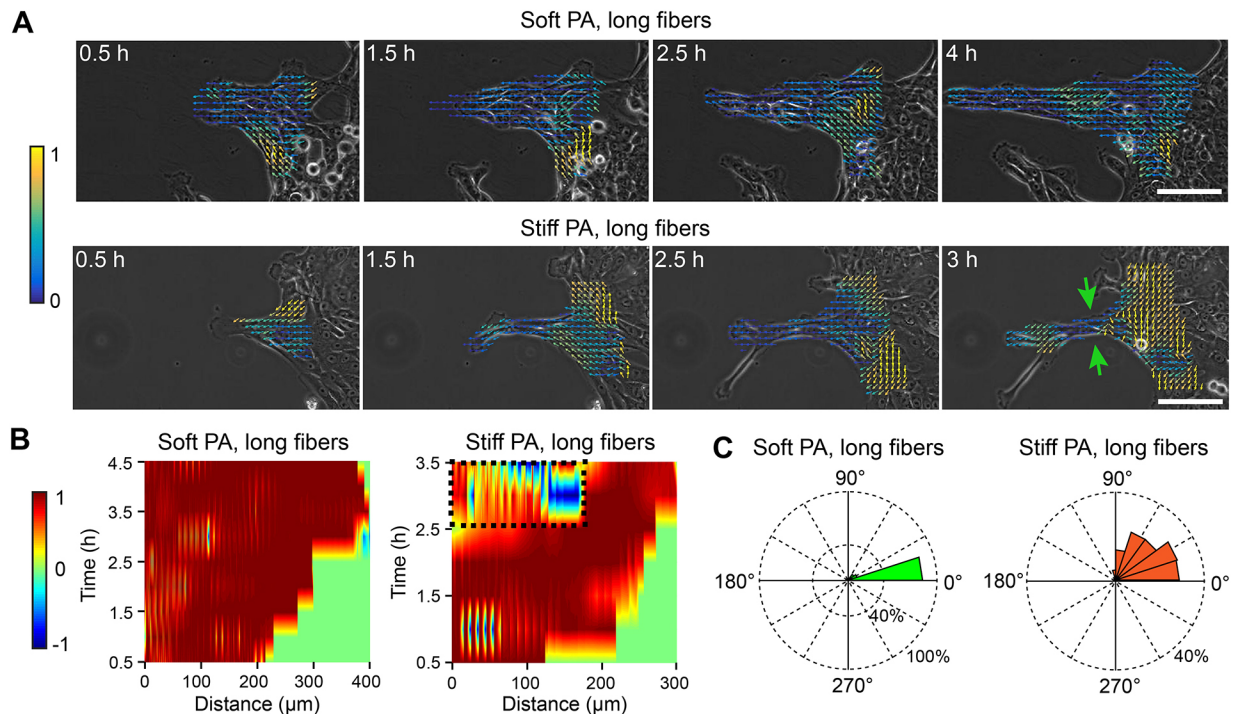 A
Soft PA, long fibers
0.5 h
1.5 h
2.5 h
4 h
1
0
Stiff PA, long fibers
0.5 h
1.5 h
2.5 h
3 h
B
Soft PA, long fibers
1
0
-1
Time (h)
4.5
3.5
2.5
1.5
0.5
0 100 200 300 400
Distance (µm)
Stiff PA, long fibers
Time (h)
3.5
2.5
1.5
0.5
0 100 200 300
Distance (µm)
C
Soft PA, long fibers
90°
180°
0°
40%
100%
270°
Stiff PA, long fibers
90°
180°
0°
40%
270°